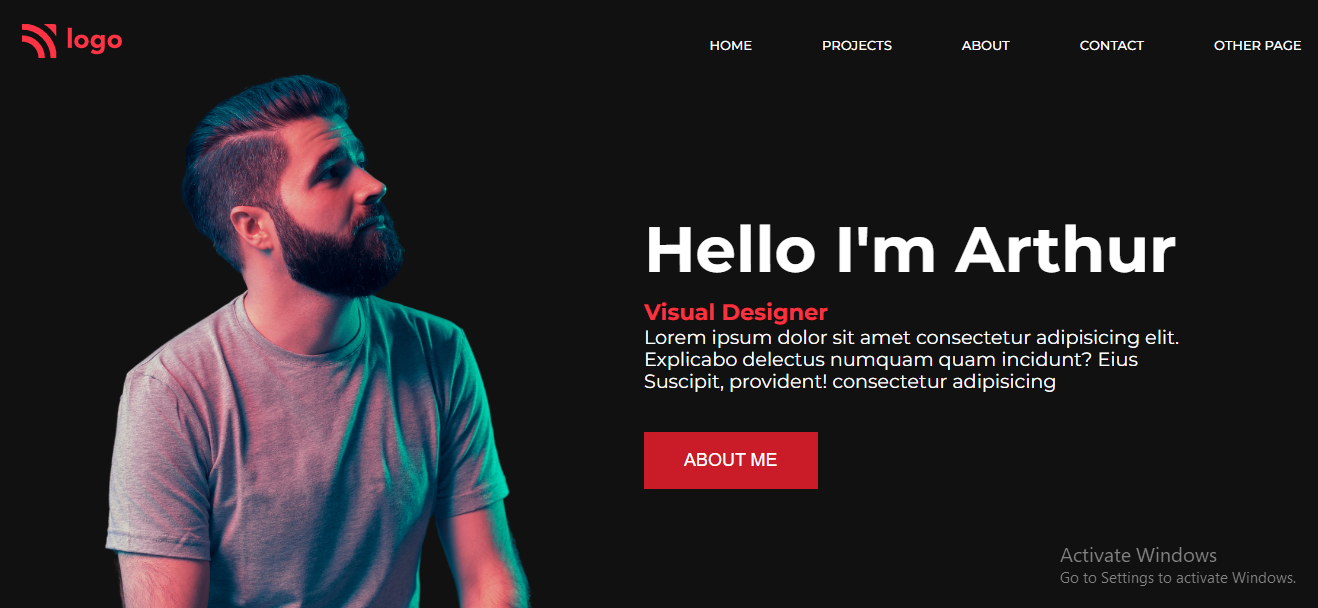 logo
HOME PROJECTS ABOUT CONTACT OTHER PAGE
Hello I'm Arthur
Visual Designer
Lorem ipsum dolor sit amet consectetur adipisicing elit.
Explicabo delectus numquam quam incidunt? Eius
Suscipit, provident! consectetur adipisicing
ABOUT ME
Activate Windows
Go to Settings to activate Windows.